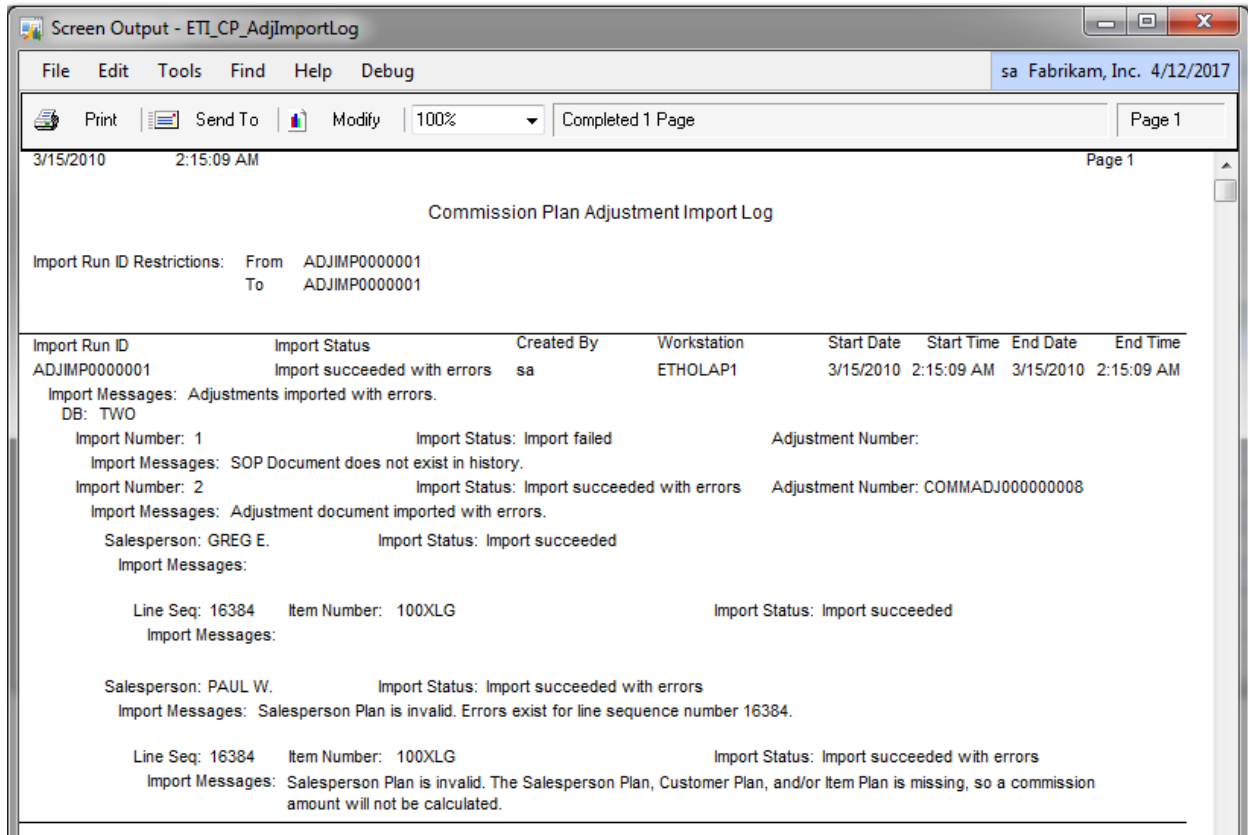 Screen Output - ETI_CP_AdjImportLog
File Edit Tools Find Help Debug sa Fabrikam, Inc. 4/12/2017
Print Send To Modify 100% Completed 1 Page Page 1
3/15/2010 2:15:09 AM Page 1
Commission Plan Adjustment Import Log
Import Run ID Restrictions: From ADJIMP0000001
To ADJIMP0000001
Import Run ID Import Status Created By Workstation Start Date Start Time End Date End Time
ADJIMP0000001 Import succeeded with errors sa ETHOLAP1 3/15/2010 2:15:09 AM 3/15/2010 2:15:09 AM
Import Messages: Adjustments imported with errors.
DB: TWO
Import Number: 1 Import Status: Import failed Adjustment Number:
Import Messages: SOP Document does not exist in history.
Import Number: 2 Import Status: Import succeeded with errors Adjustment Number: COMMADJ000000008
Import Messages: Adjustment document imported with errors.
Salesperson: GREG E. Import Status: Import succeeded
Import Messages:
Line Seq: 16384 Item Number: 100XLG Import Status: Import succeeded
Import Messages:
Salesperson: PAUL W. Import Status: Import succeeded with errors
Import Messages: Salesperson Plan is invalid. Errors exist for line sequence number 16384.
Line Seq: 16384 Item Number: 100XLG Import Status: Import succeeded with errors
Import Messages: Salesperson Plan is invalid. The Salesperson Plan, Customer Plan, and/or Item Plan is missing, so a commission
amount will not be calculated.